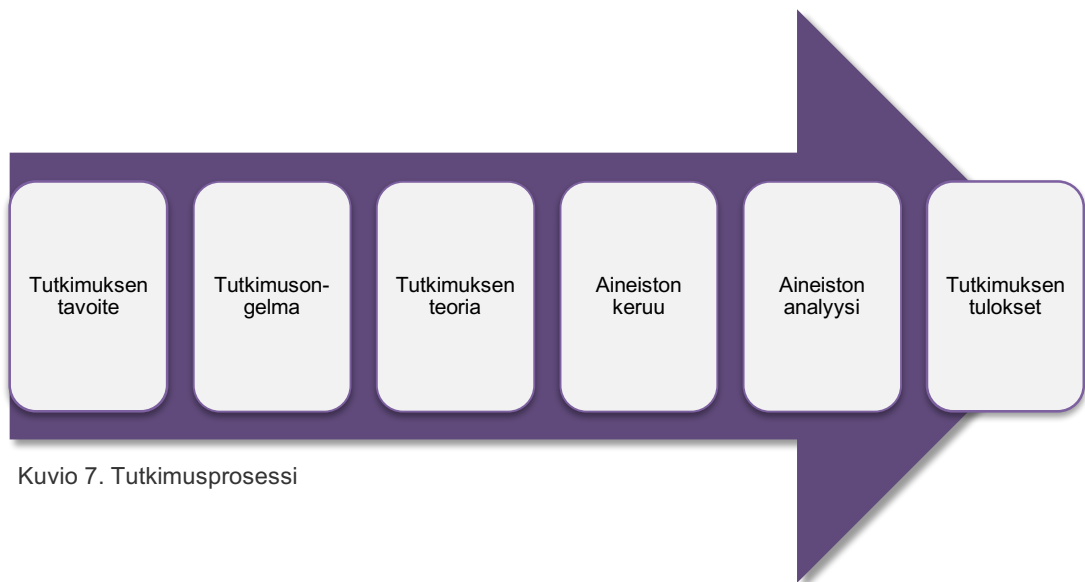 Tutkimuksen
tavoite
Tutkimuson-
gelma
Tutkimuksen
teoria
Aineiston
keruu
Aineiston
analyysi
Tutkimuksen
tulokset
Kuvio 7. Tutkimusprosessi